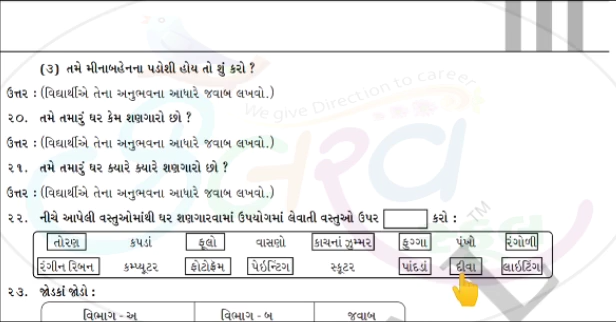 (૩) તમે મીનાબહેનના પડોશી હોય તો શું કરો ?
ઉત્તર : (વિદ્યાર્થીએ તેના અનુભવના આધારે જવાબ લખવો.)
૨૦. તમે તમારું ઘર કેમ શણગારો છો ?
ઉત્તર : (વિદ્યાર્થીએ તેના અનુભવના આધારે જવાબ લખવો.)
૨૧. તમે તમારું ઘર ક્યારે ક્યારે શણગારો છો ?
ઉત્તર : (વિદ્યાર્થીએ તેના અનુભવના આધારે જવાબ લખવો.)
૨૨. નીચે આપેલી વસ્તુઓમાંથી ઘર શણગારવામાં ઉપયોગમાં લેવાતી વસ્તુઓ ઉપર કરો :
તોરણ કપડાં ફૂલો વાસણો કાચનાં ઝુમ્મર ફુગ્ગા પંખો રંગોળી
રંગીન રિબન કમ્પ્યૂટર ફોટોફ્રેમ પેઇન્ટિંગ સ્કૂટર પાંદડાં દીવા લાઇટિંગ
૨૩. જોડકાં જોડો :
વિભાગ - અ વિભાગ - બ જવાબ
We give Direction to career
TM